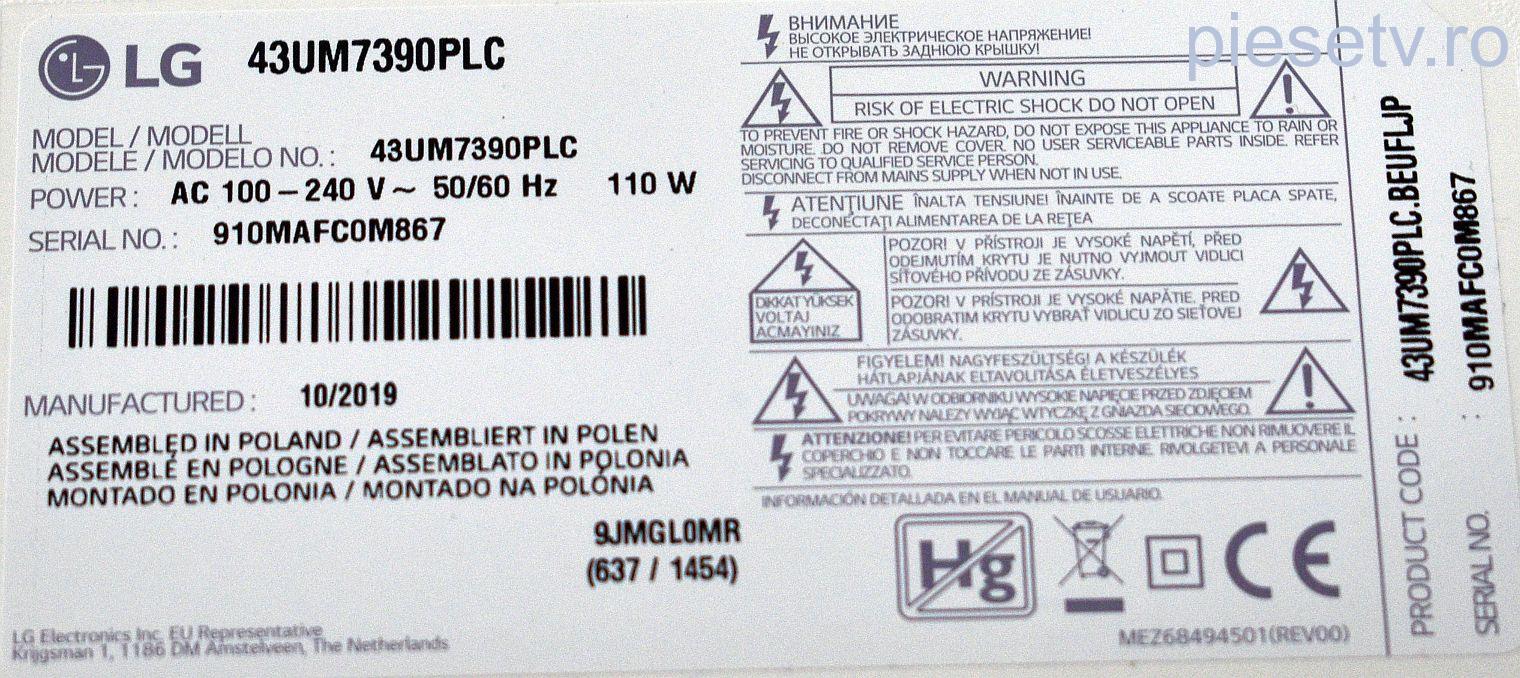 LG 43UM7390PLC
MODEL / MODELL
MODELE / MODELO NO. : 43UM7390PLC
POWER : AC 100 – 240 V ~ 50/60 Hz 110 W
SERIAL NO. : 910MAFC0M867
MANUFACTURED : 10/2019
ASSEMBLED IN POLAND / ASSEMBLIERT IN POLEN
ASSEMBLÉ EN POLOGNE / ASSEMBLATO IN POLONIA
MONTADO EN POLONIA / MONTADO NA POLÓNIA
9JMGL0MR
(637 / 1454)
LG Electronics Inc. EU Representative
Krijgsman 1, 1186 DM Amstelveen, The Netherlands
ВНИМАНИЕ
ВЫСОКОЕ ЭЛЕКТРИЧЕСКОЕ НАПРЯЖЕНИЕ!
НЕ ОТКРЫВАТЬ ЗАДНЮЮ КРЫШКУ!
WARNING
RISK OF ELECTRIC SHOCK DO NOT OPEN
TO PREVENT FIRE OR SHOCK HAZARD, DO NOT EXPOSE THIS APPLIANCE TO RAIN OR
MOISTURE. DO NOT REMOVE COVER. NO USER SERVICEABLE PARTS INSIDE. REFER
SERVICING TO QUALIFIED SERVICE PERSON.
DISCONNECT FROM MAINS SUPPLY WHEN NOT IN USE.
ATENŢIUNE ÎNALTA TENSIUNE! ÎNAINTE DE A SCOATE PLACA SPATE,
DECONECTAŢI ALIMENTAREA DE LA REŢEA
DIKKAT YÜKSEK
VOLTAJ
ACMAYINIZ
POZOR! V PŘÍSTROJI JE VYSOKÉ NAPĚTÍ, PŘED
ODEJMUTÍM KRYTU JE NUTNO VYJMOUT VIDLICI
SÍŤOVÉHO PŘÍVODU ZE ZÁSUVKY.
POZORI V PRÍSTROJI JE VYSOKÉ NAPÄTIE, PRED
ODOBRATIM KRYTU VYBRAŤ VIDLICU ZO SIEŤOVEJ
ZÁSUVKY.
FIGYELEM! NAGYFESZÜLTSÉG! A KÉSZÜLÉK
HÁTLAPJÁNAK ELTAVOLITÁSA ÉLETVESZÉLYES
UWAGA! W ODBIORNIKU WYSOKIE NAPIĘCIE PRZED ZDJĘCIEM
POKRYWY NALEŻY WYJĄĆ WTYCZKĘ Z GNIAZDA SIECIOWEGO.
ATTENZIONE! PER EVITARE PERICOLO SCOSSE ELETTRICHE NON RIMUOVERE IL
COPERCHIO E NON TOCCARE LE PARTI INTERNE. RIVOLGETEVI A PERSONALE
SPECIALIZZATO.
INFORMACIÓN DETALLADA EN EL MANUAL DE USUARIO.
Hg
CE
MEZ68494501(REV00)
PRODUCT CODE : 43UM7390PLC.BEUFLJP
SERIAL NO. : 910MAFC0M867
piesetv.ro